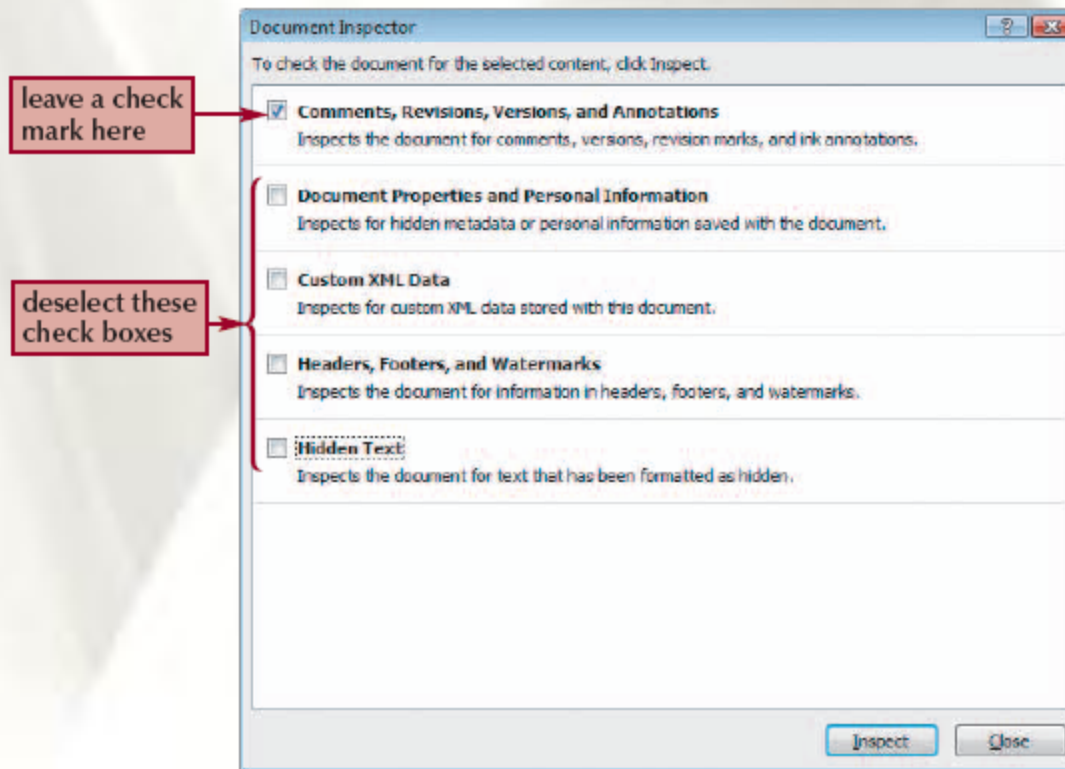 Document Inspector
To check the document for the selected content, click Inspect.
leave a check
mark here
Comments, Revisions, Versions, and Annotations
Inspects the document for comments, versions, revision marks, and ink annotations.
Document Properties and Personal Information
Inspects for hidden metadata or personal information saved with the document.
deselect these
check boxes
Custom XML Data
Inspects for custom XML data stored with this document.
Headers, Footers, and Watermarks
Inspects the document for information in headers, footers, and watermarks.
Hidden Text
Inspects the document for text that has been formatted as hidden.
Inspect
Close